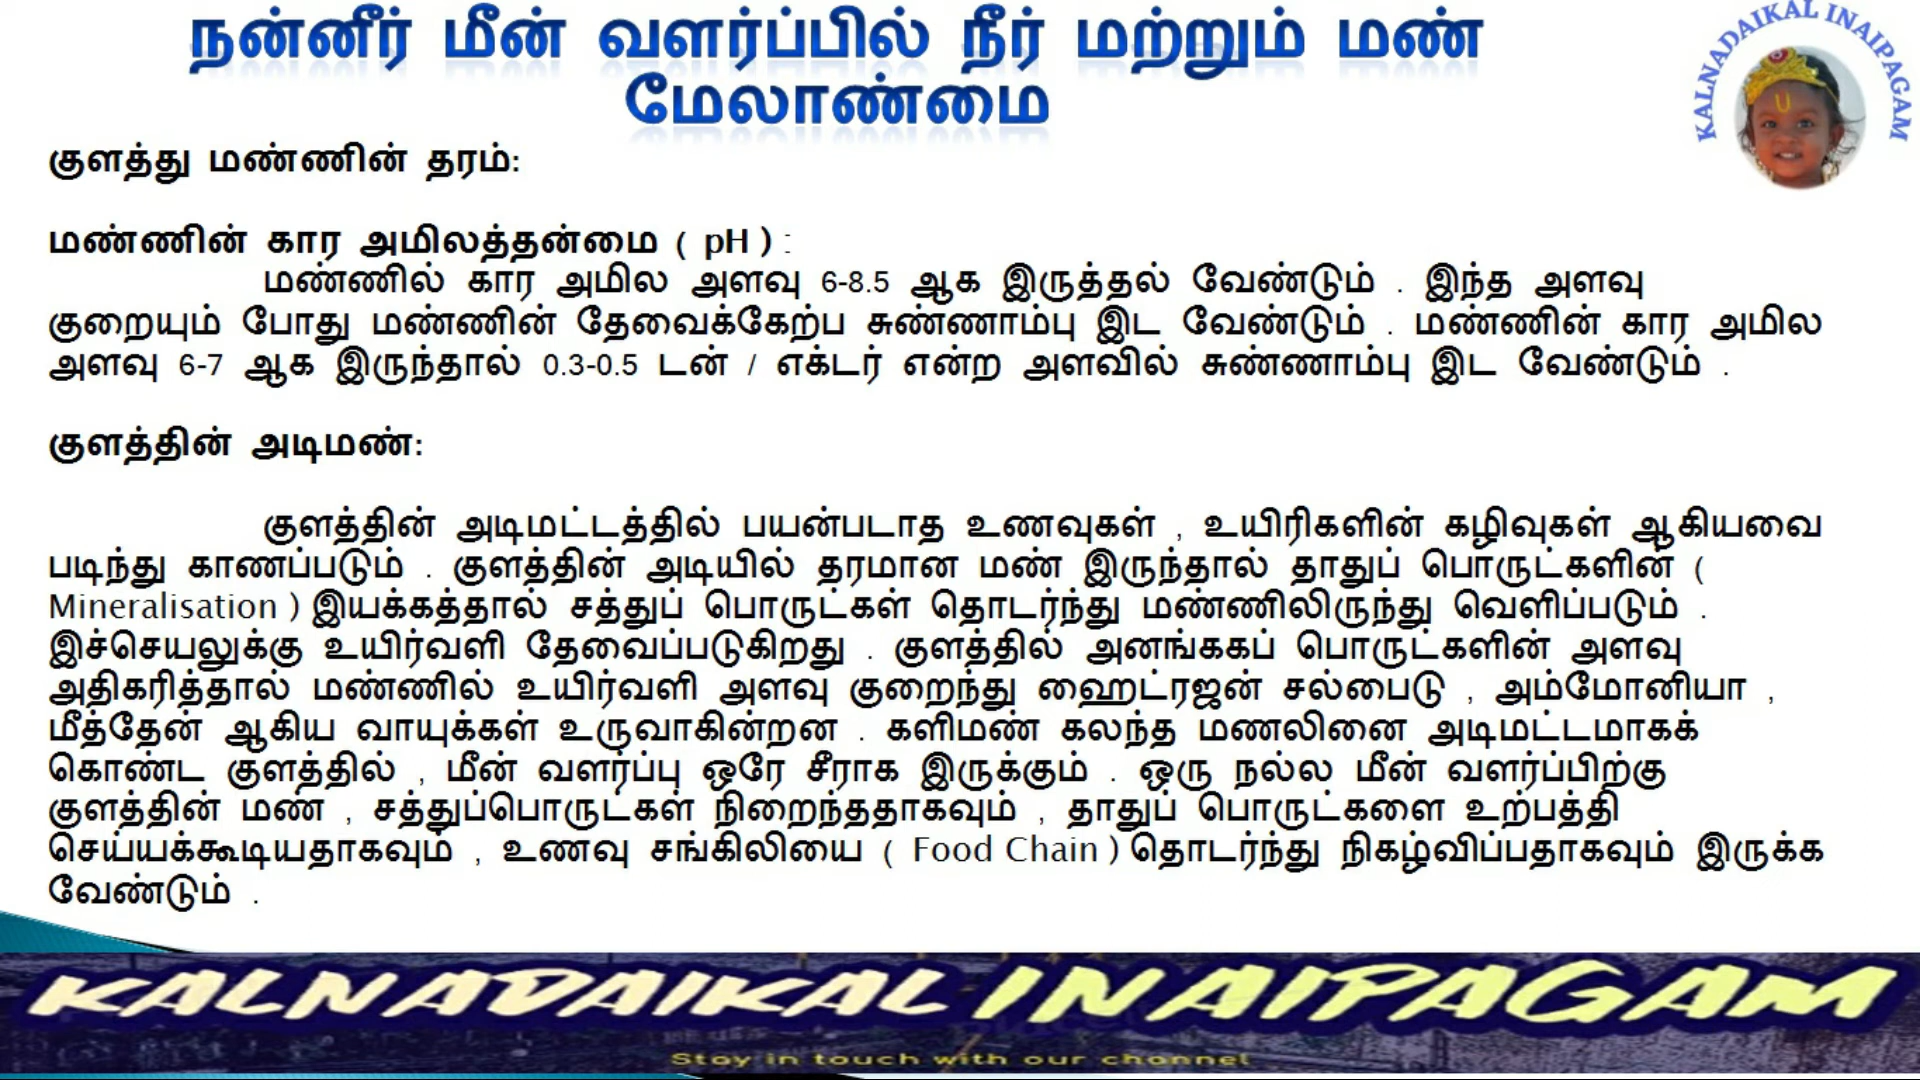 நன்னீர் மீன் வளர்ப்பில் நீர் மற்றும் மண்
மேலாண்மை
KALNADAIKAL INAIPAGAM
குளத்து மண்ணின் தரம்:
மண்ணின் கார அமிலத்தன்மை ( pH ) :
மண்ணில் கார அமில அளவு 6-8.5 ஆக இருத்தல் வேண்டும் . இந்த அளவு
குறையும் போது மண்ணின் தேவைக்கேற்ப சுண்ணாம்பு இட வேண்டும் . மண்ணின் கார அமில
அளவு 6-7 ஆக இருந்தால் 0.3-0.5 டன் / எக்டர் என்ற அளவில் சுண்ணாம்பு இட வேண்டும் .
குளத்தின் அடிமண்:
குளத்தின் அடிமட்டத்தில் பயன்படாத உணவுகள் , உயிரிகளின் கழிவுகள் ஆகியவை
படிந்து காணப்படும் . குளத்தின் அடியில் தரமான மண் இருந்தால் தாதுப் பொருட்களின் (
Mineralisation ) இயக்கத்தால் சத்துப் பொருட்கள் தொடர்ந்து மண்ணிலிருந்து வெளிப்படும் .
இச்செயலுக்கு உயிர்வளி தேவைப்படுகிறது . குளத்தில் அனங்ககப் பொருட்களின் அளவு
அதிகரித்தால் மண்ணில் உயிர்வளி அளவு குறைந்து ஹைட்ரஜன் சல்பைடு , அம்மோனியா ,
மீத்தேன் ஆகிய வாயுக்கள் உருவாகின்றன . களிமண் கலந்த மணலினை அடிமட்டமாகக்
கொண்ட குளத்தில் , மீன் வளர்ப்பு ஒரே சீராக இருக்கும் . ஒரு நல்ல மீன் வளர்ப்பிற்கு
குளத்தின் மண் , சத்துப்பொருட்கள் நிறைந்ததாகவும் , தாதுப் பொருட்களை உற்பத்தி
செய்யக்கூடியதாகவும் , உணவு சங்கிலியை ( Food Chain ) தொடர்ந்து நிகழ்விப்பதாகவும் இருக்க
வேண்டும் .
KALNADAIKAL INAIPAGAM
Stay in touch with our channel